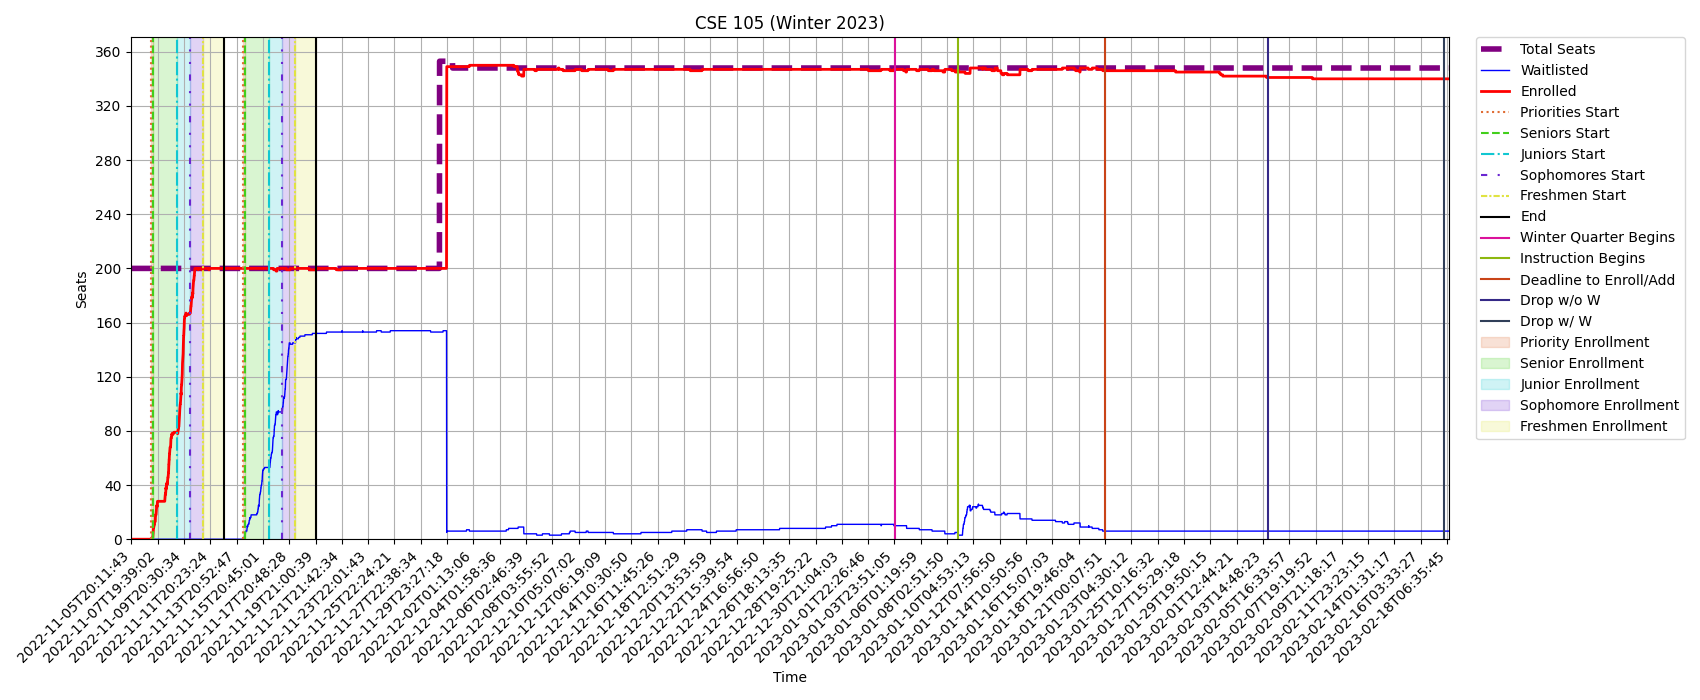 CSE 105 (Winter 2023)
360
320
280
240
200
160
120
80
40
0
Seats
2022-11-05T20:11:43
2022-11-07T19:39:02
2022-11-09T20:30:34
2022-11-11T20:23:24
2022-11-13T20:52:47
2022-11-15T20:45:01
2022-11-17T20:48:28
2022-11-19T21:00:39
2022-11-21T21:42:34
2022-11-23T22:01:43
2022-11-25T22:24:21
2022-11-27T22:38:34
2022-11-29T23:27:18
2022-12-02T01:13:06
2022-12-04T01:58:36
2022-12-06T02:46:39
2022-12-08T03:55:52
2022-12-10T05:07:02
2022-12-12T06:19:09
2022-12-14T10:30:50
2022-12-16T11:45:26
2022-12-18T12:51:29
2022-12-20T13:53:59
2022-12-22T15:39:54
2022-12-24T16:56:50
2022-12-26T18:13:35
2022-12-28T19:25:22
2022-12-30T21:04:03
2023-01-01T22:26:46
2023-01-03T23:51:05
2023-01-06T01:19:59
2023-01-08T02:51:50
2023-01-10T04:53:13
2023-01-12T07:56:50
2023-01-14T10:50:56
2023-01-16T15:07:03
2023-01-18T19:46:04
2023-01-21T00:07:51
2023-01-23T04:30:12
2023-01-25T10:16:32
2023-01-27T15:29:18
2023-01-29T19:50:15
2023-02-01T12:44:21
2023-02-03T14:48:23
2023-02-05T16:33:57
2023-02-07T19:19:52
2023-02-09T21:18:17
2023-02-11T23:23:15
2023-02-14T01:31:17
2023-02-16T03:33:27
2023-02-18T06:35:45
Time
Total Seats
Waitlisted
Enrolled
Priorities Start
Seniors Start
Juniors Start
Sophomores Start
Freshmen Start
End
Winter Quarter Begins
Instruction Begins
Deadline to Enroll/Add
Drop w/o W
Drop w/ W
Priority Enrollment
Senior Enrollment
Junior Enrollment
Sophomore Enrollment
Freshmen Enrollment